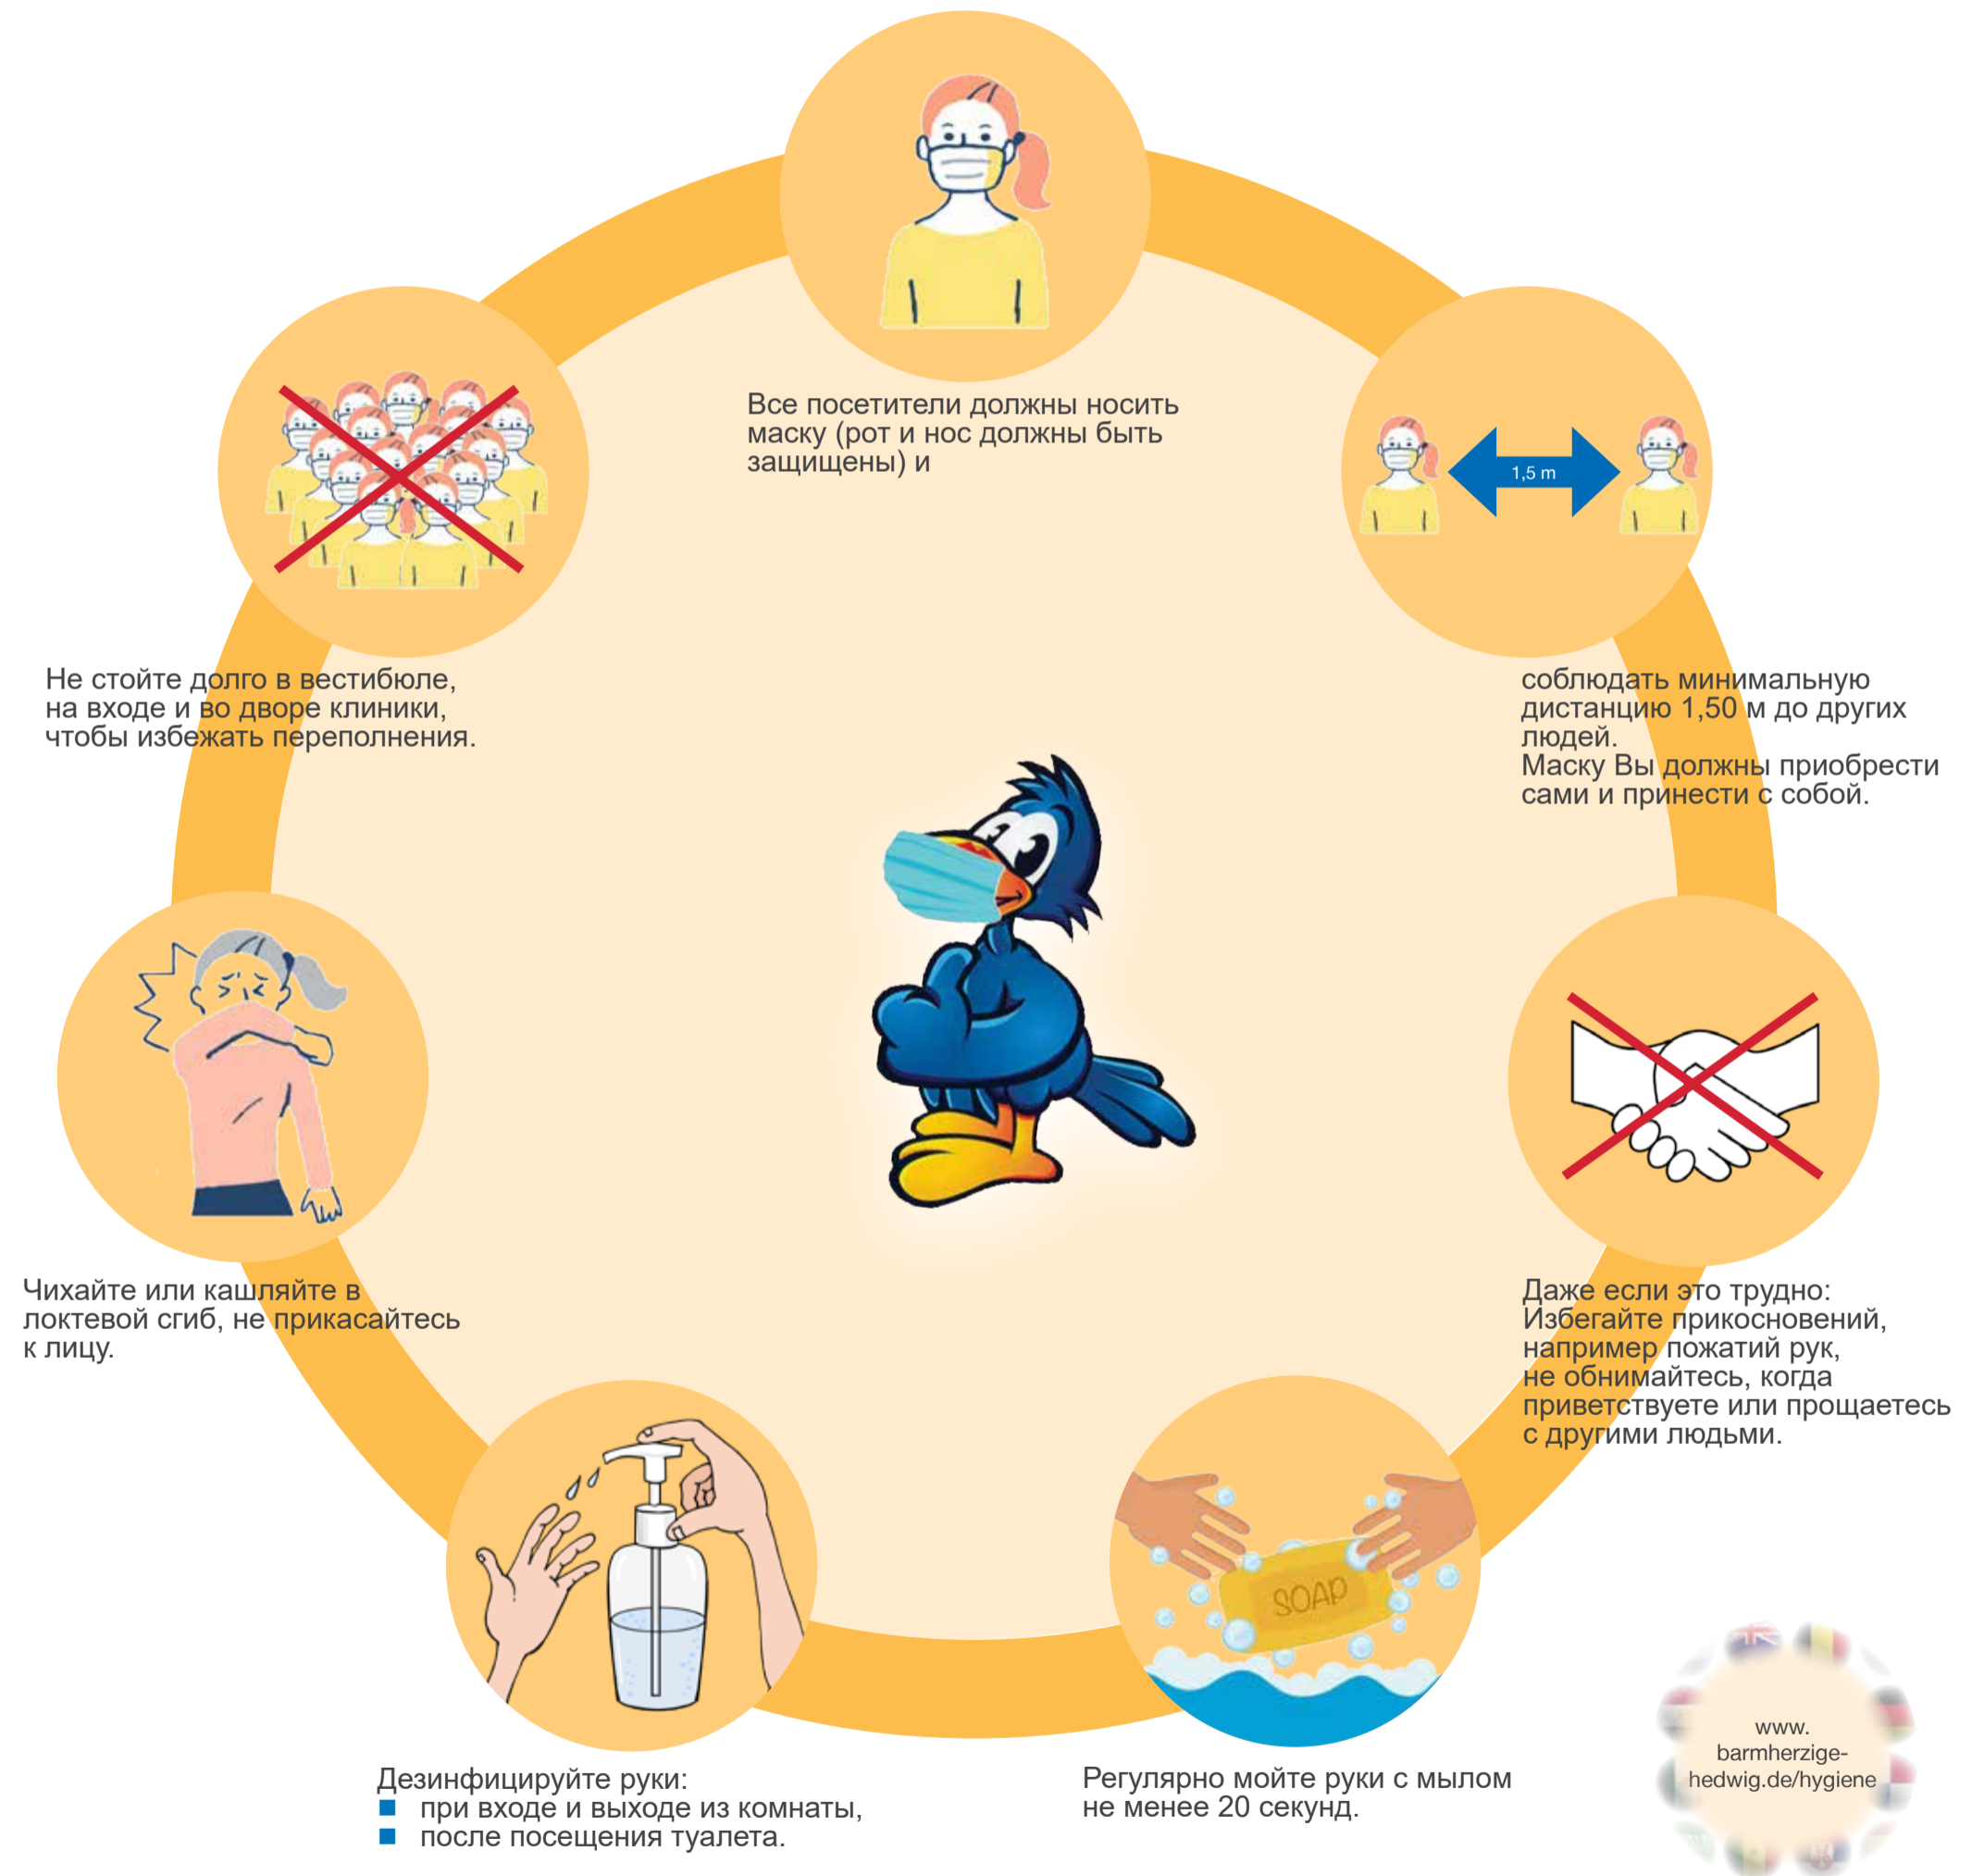 Все посетители должны носить
маску (рот и нос должны быть
защищены) и
1,5 m
соблюдать минимальную
дистанцию 1,50 м до других
людей.
Маску Вы должны приобрести
сами и принести с собой.
Даже если это трудно:
Избегайте прикосновений,
например пожатий рук,
не обнимайтесь, когда
приветствуете или прощаетесь
с другими людьми.
SOAP
Регулярно мойте руки с мылом
не менее 20 секунд.
Дезинфицируйте руки:
при входе и выходе из комнаты,
после посещения туалета.
Чихайте или кашляйте в
локтевой сгиб, не прикасайтесь
к лицу.
Не стойте долго в вестибюле,
на входе и во дворе клиники,
чтобы избежать переполнения.
www.
barmherzige-
hedwig.de/hygiene